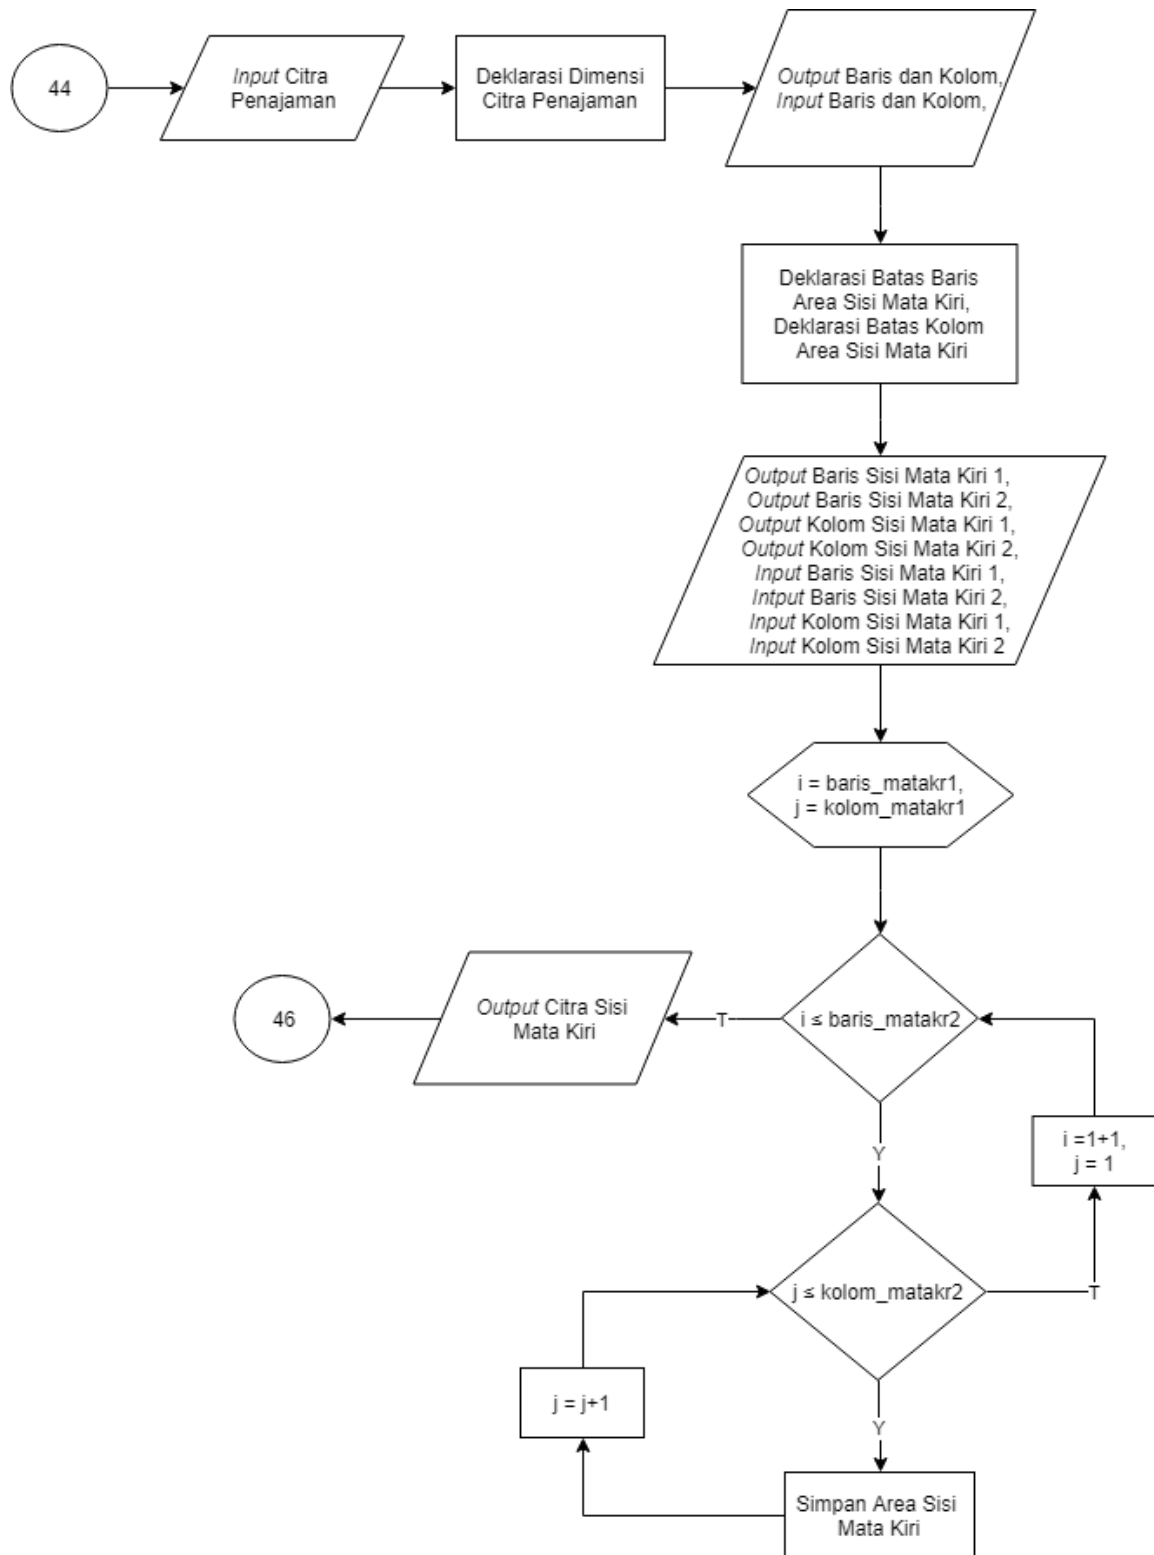 44
Input Citra
Penajaman
Deklarasi Dimensi
Citra Penajaman
Output Baris dan Kolom,
Input Baris dan Kolom,
Deklarasi Batas Baris
Area Sisi Mata Kiri,
Deklarasi Batas Kolom
Area Sisi Mata Kiri
Output Baris Sisi Mata Kiri 1,
Output Baris Sisi Mata Kiri 2,
Output Kolom Sisi Mata Kiri 1,
Output Kolom Sisi Mata Kiri 2,
Input Baris Sisi Mata Kiri 1,
Intput Baris Sisi Mata Kiri 2,
Input Kolom Sisi Mata Kiri 1,
Input Kolom Sisi Mata Kiri 2
i = baris_matakr1,
j = kolom_matakr1
i ≤ baris_matakr2
T
Output Citra Sisi
Mata Kiri
46
Y
i =1+1,
j = 1
j ≤ kolom_matakr2
T
j = j+1
Y
Simpan Area Sisi
Mata Kiri